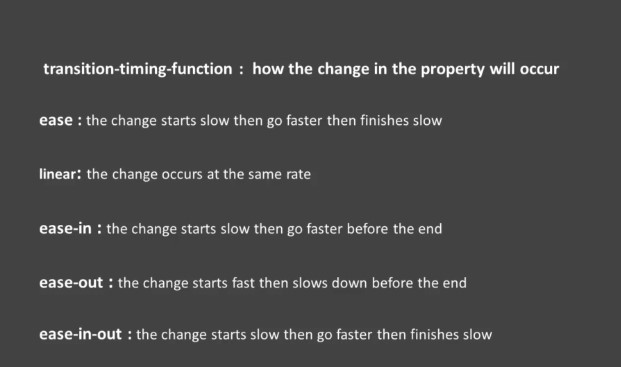 transition-timing-function : how the change in the property will occur
ease : the change starts slow then go faster then finishes slow
linear: the change occurs at the same rate
ease-in : the change starts slow then go faster before the end
ease-out : the change starts fast then slows down before the end
ease-in-out : the change starts slow then go faster then finishes slow